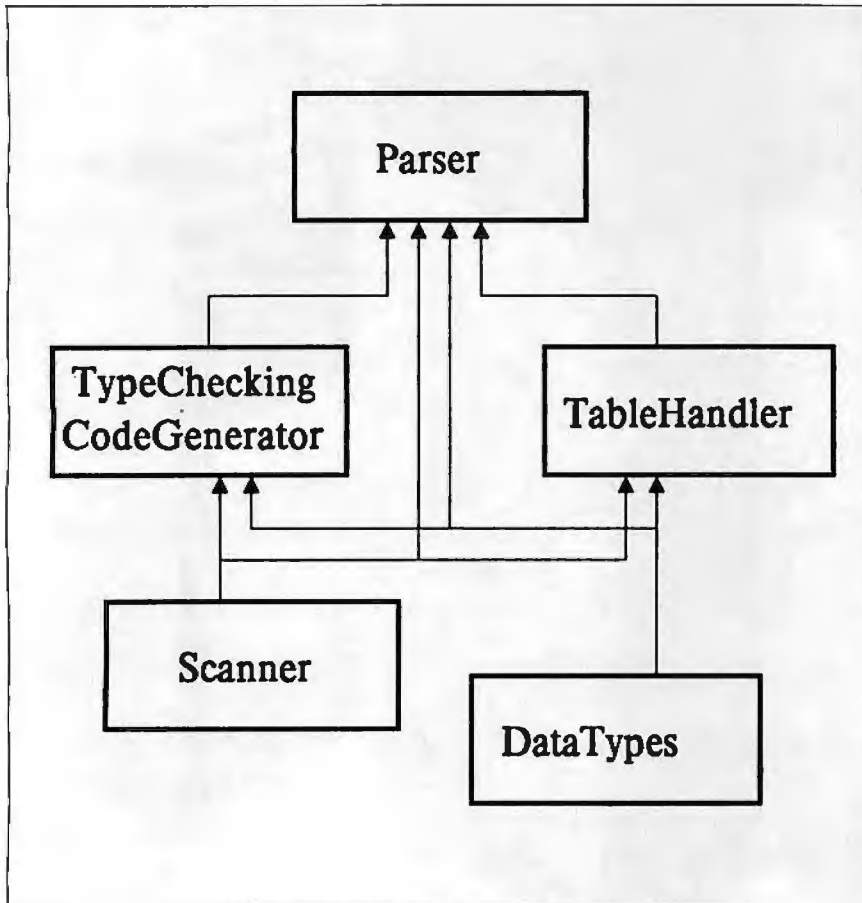 Parser
TypeChecking
CodeGenerator
TableHandler
Scanner
DataTypes